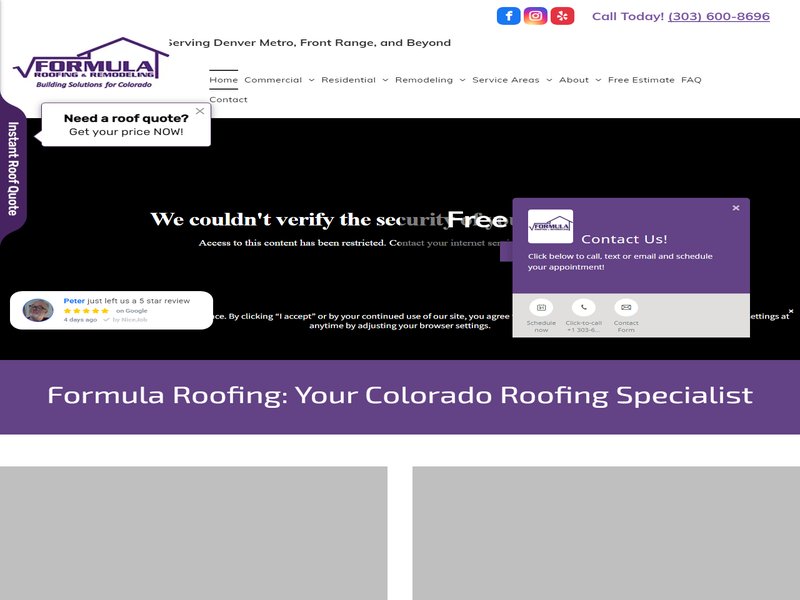 Call Today! (303) 600-8696
Serving Denver Metro, Front Range, and Beyond
FORMULA
ROOFING & REMODELING
Building Solutions for Colorado
Home Commercial Residential Remodeling Service Areas About Free Estimate FAQ
Contact
Need a roof quote?
Get your price NOW!
Instant Roof Quote
We couldn't verify the security of
Free
Access to this content has been restricted. Contact your internet
FORMULA
Contact Us!
Click below to call, text or email and schedule
your appointment!
Schedule
now
Click-to-call
+1 303-6...
Contact
Form
Peter just left us a 5 star review
on Google
4 days ago by NiceJob
By clicking “I accept” or by your continued use of our site, you agree
settings at
anytime by adjusting your browser settings.
Formula Roofing: Your Colorado Roofing Specialist